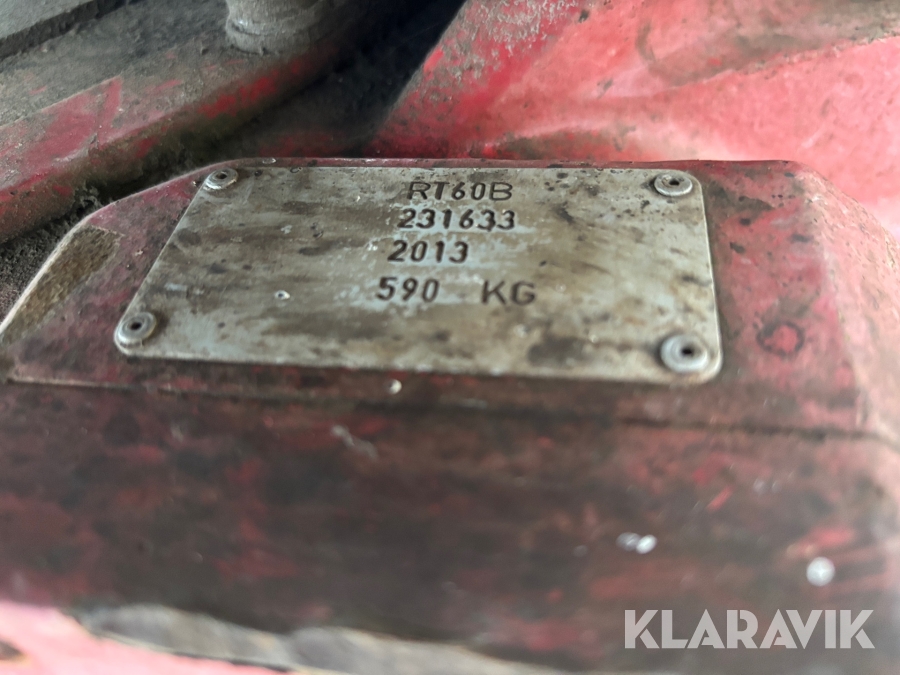 RT60B
231633
2013
590 KG
KLARAVIK